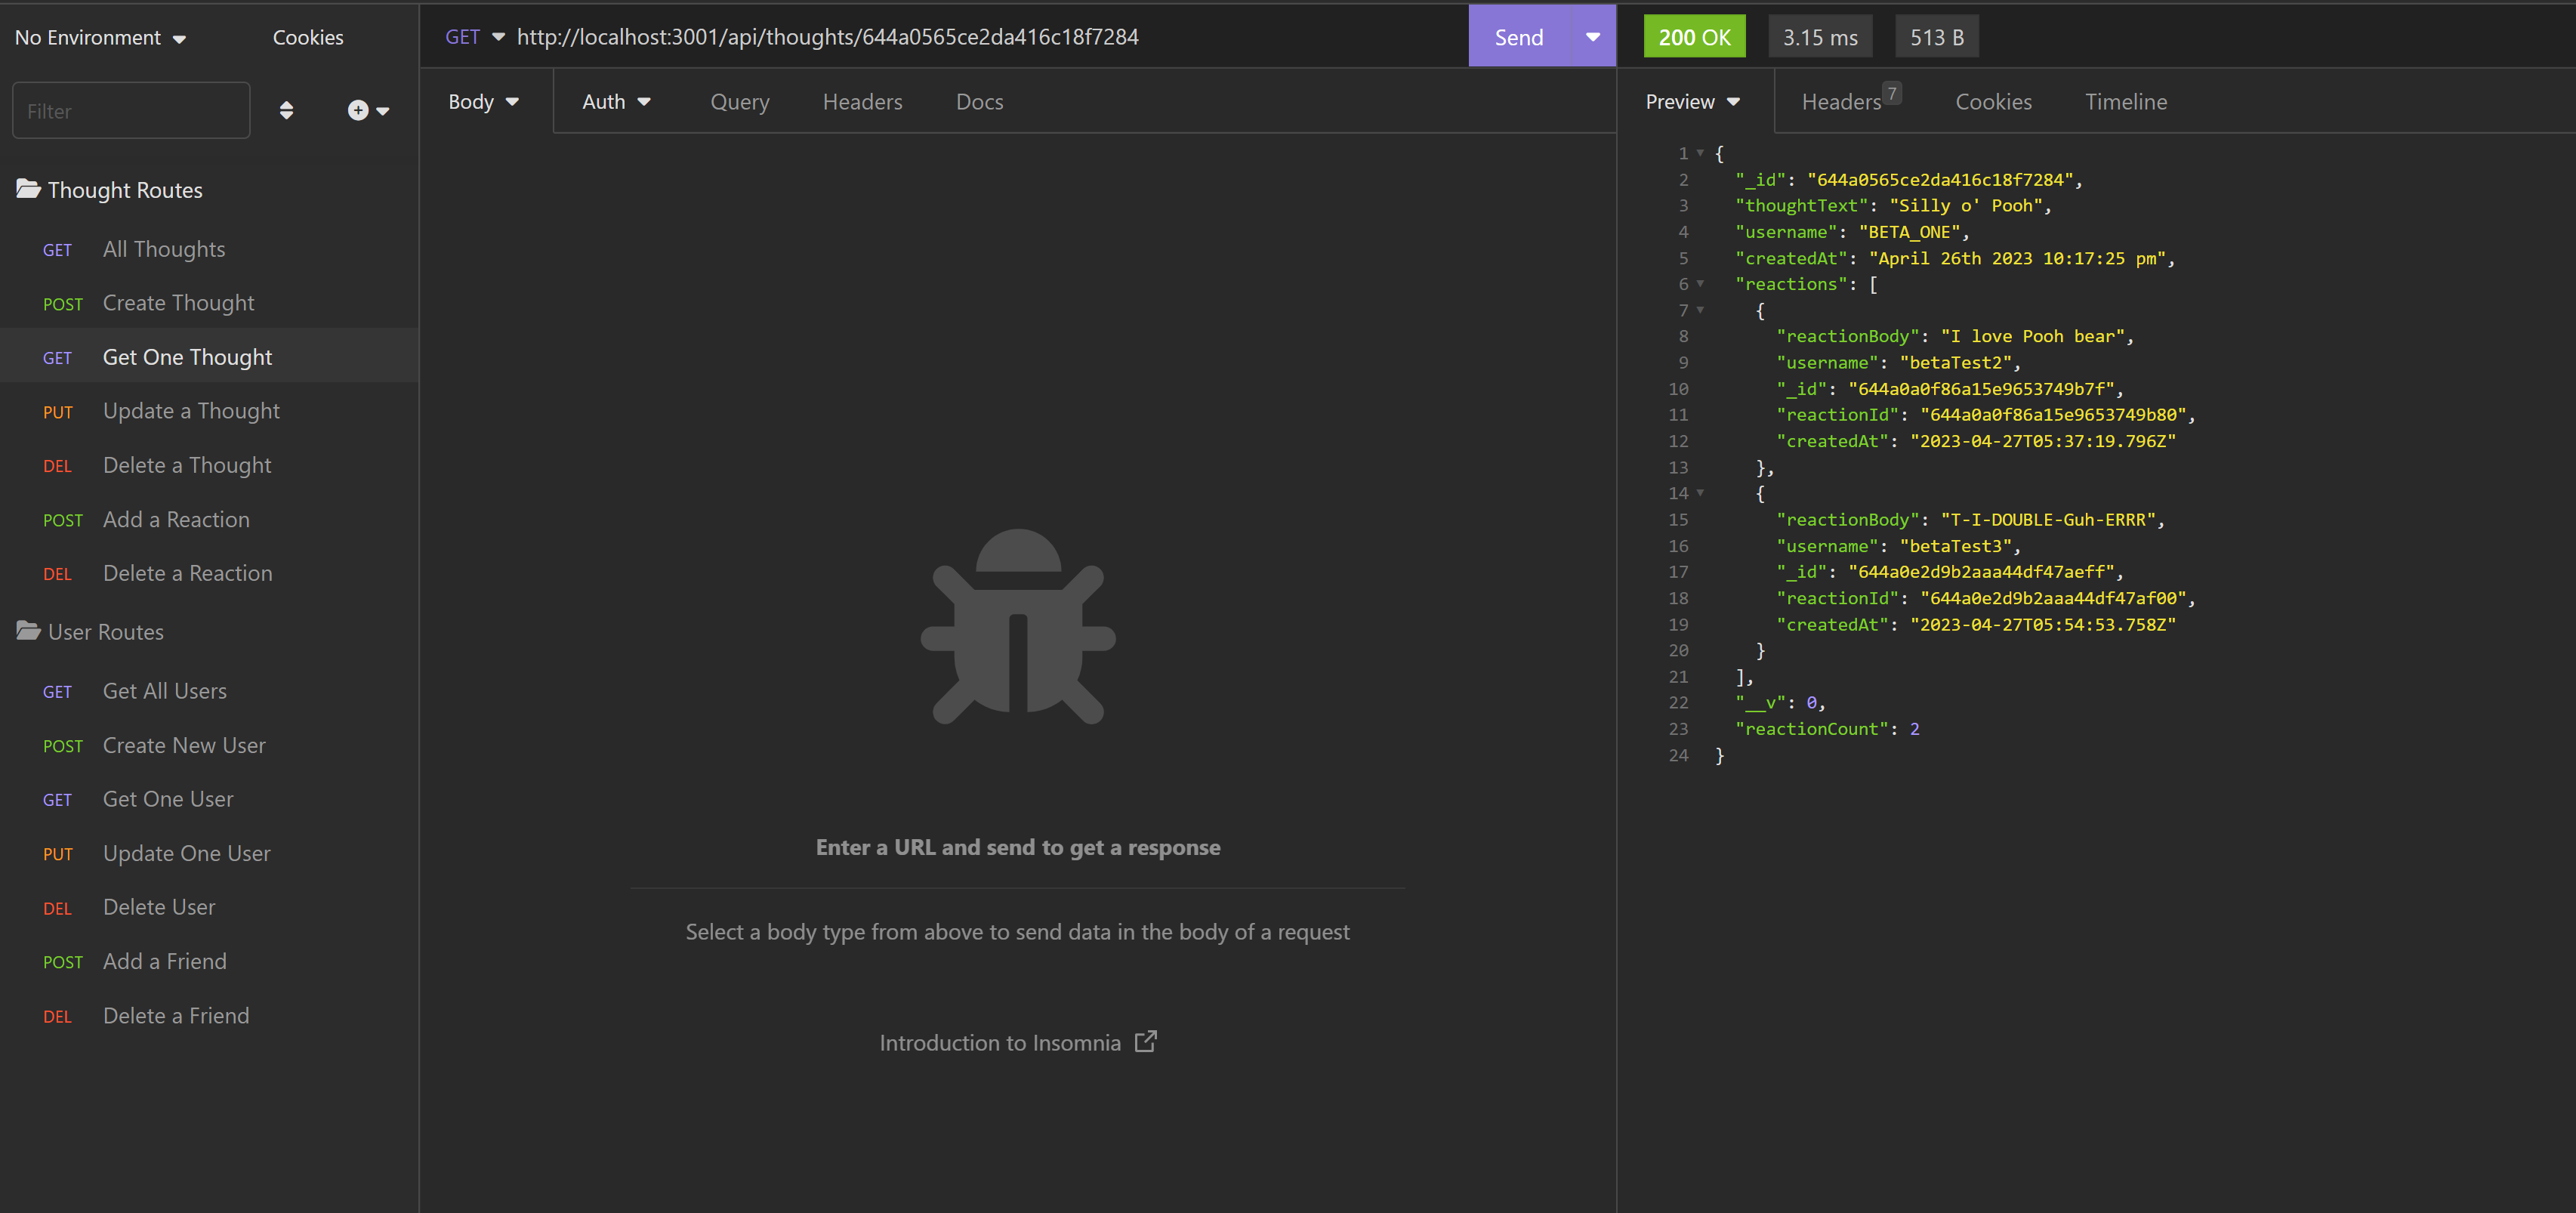 No Environment Cookies
Filter
Thought Routes
GET All Thoughts
POST Create Thought
GET Get One Thought
PUT Update a Thought
DEL Delete a Thought
POST Add a Reaction
DEL Delete a Reaction
User Routes
GET Get All Users
POST Create New User
GET Get One User
PUT Update One User
DEL Delete User
POST Add a Friend
DEL Delete a Friend
GET http://localhost:3001/api/thoughts/644a0565ce2da416c18f7284 Send
Body Auth Query Headers Docs
Enter a URL and send to get a response
Select a body type from above to send data in the body of a request
Introduction to Insomnia
200 OK 3.15 ms 513 B
Preview Headers 7 Cookies Timeline
1 {
2 "_id": "644a0565ce2da416c18f7284",
3 "thoughtText": "Silly o' Pooh",
4 "username": "BETA_ONE",
5 "createdAt": "April 26th 2023 10:17:25 pm",
6 "reactions": [
7 {
8 "reactionBody": "I love Pooh bear",
9 "username": "betaTest2",
10 "_id": "644a0a0f86a15e9653749b7f",
11 "reactionId": "644a0a0f86a15e9653749b80",
12 "createdAt": "2023-04-27T05:37:19.796Z"
13 },
14 {
15 "reactionBody": "T-I-DOUBLE-Guh-ERRR",
16 "username": "betaTest3",
17 "_id": "644a0e2d9b2aaa44df47aeff",
18 "reactionId": "644a0e2d9b2aaa44df47af00",
19 "createdAt": "2023-04-27T05:54:53.758Z"
20 }
21 ],
22 "__v": 0,
23 "reactionCount": 2
24 }